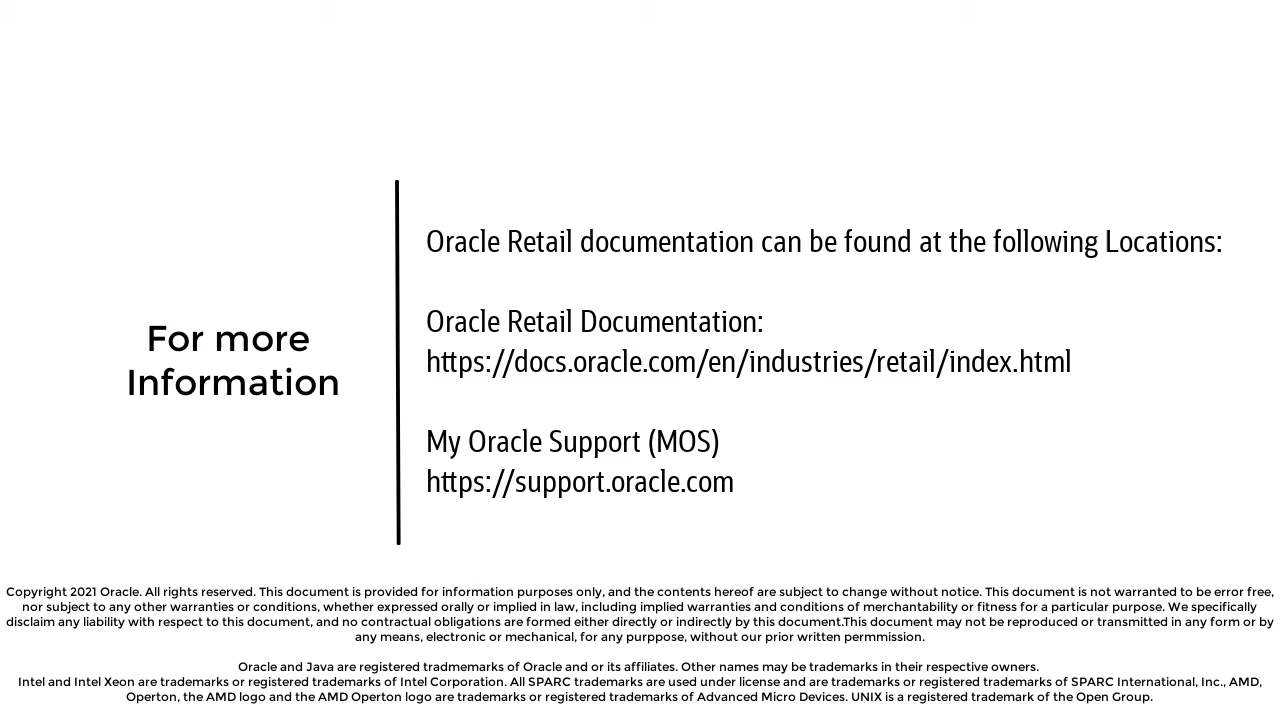 For more
Information
Oracle Retail documentation can be found at the following Locations:
Oracle Retail Documentation:
https://docs.oracle.com/en/industries/retail/index.html
My Oracle Support (MOS)
https://support.oracle.com
Copyright 2021 Oracle. All rights reserved. This document is provided for information purposes only, and the contents hereof are subject to change without notice. This document is not warranted to be error free,
nor subject to any other warranties or conditions, whether expressed orally or implied in law, including implied warranties and conditions of merchantability or fitness for a particular purpose. We specifically
disclaim any liability with respect to this document, and no contractual obligations are formed either directly or indirectly by this document.This document may not be reproduced or transmitted in any form or by
any means, electronic or mechanical, for any purppose, without our prior written permmission.
Oracle and Java are registered tradmemarks of Oracle and or its affiliates. Other names may be trademarks in their respective owners.
Intel and Intel Xeon are trademarks or registered trademarks of Intel Corporation. All SPARC trademarks are used under license and are trademarks or registered trademarks of SPARC International, Inc., AMD,
Operton, the AMD logo and the AMD Operton logo are trademarks or registered trademarks of Advanced Micro Devices. UNIX is a registered trademark of the Open Group.